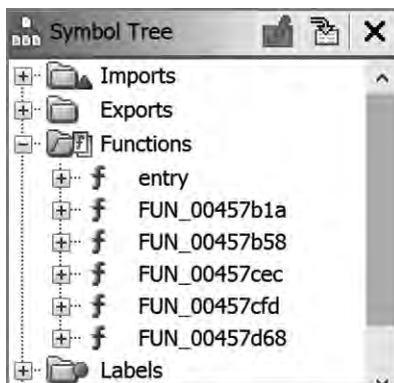 Symbol Tree
Imports
Exports
Functions
entry
FUN_00457b1a
FUN_00457b58
FUN_00457cec
FUN_00457cfd
FUN_00457d68
Labels